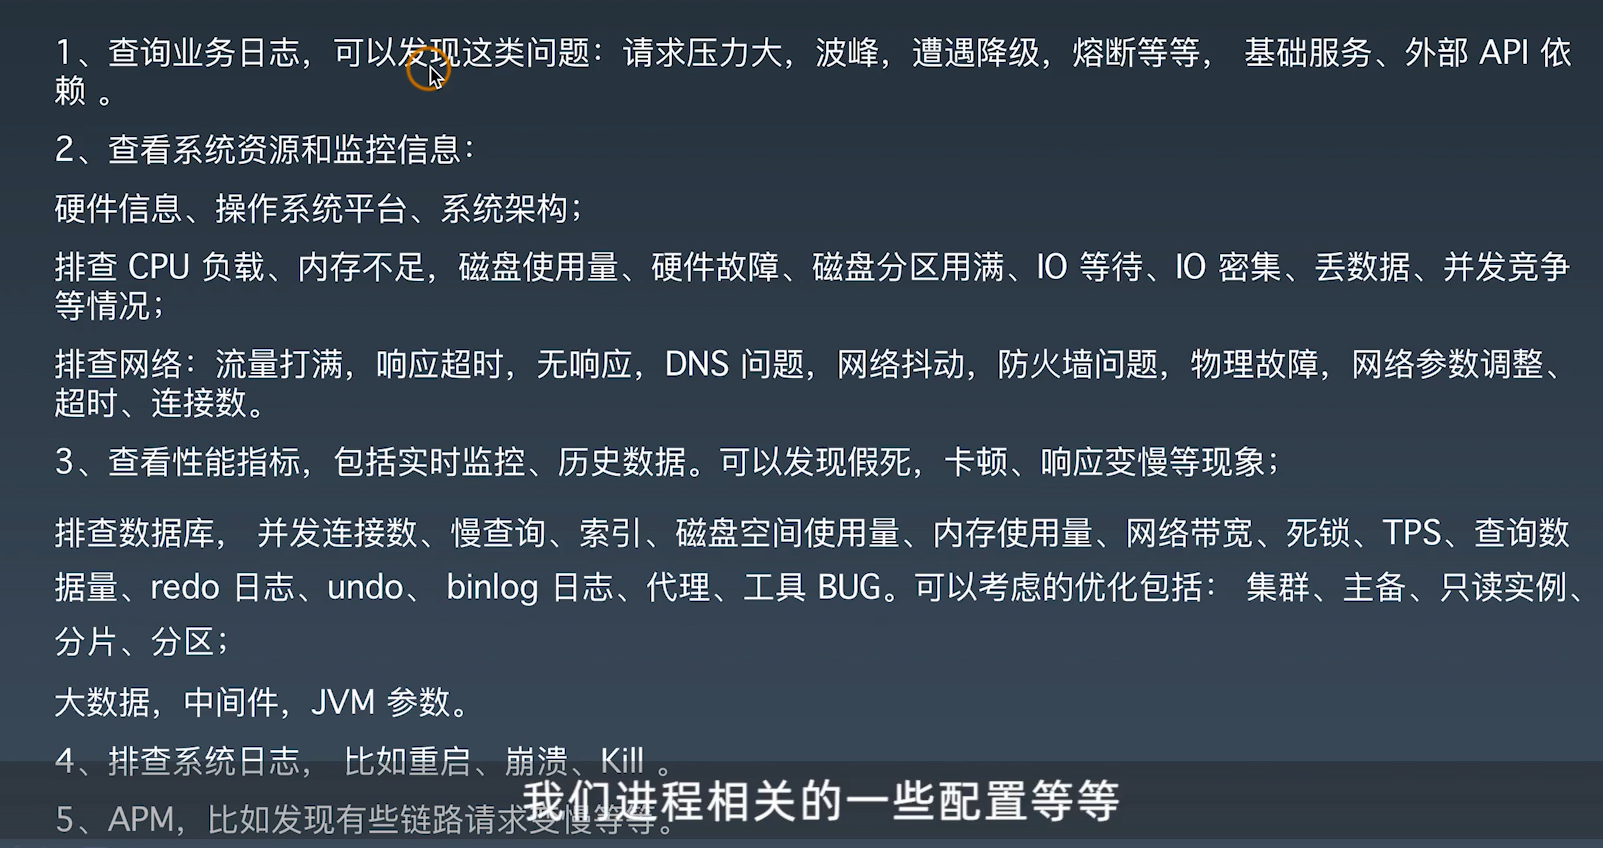 1、查询业务日志，可以发现这类问题：请求压力大，波峰，遭遇降级，熔断等等， 基础服务、外部 API 依
赖 。
2、查看系统资源和监控信息：
硬件信息、操作系统平台、系统架构；
排查 CPU 负载、内存不足，磁盘使用量、硬件故障、磁盘分区用满、IO 等待、IO 密集、丢数据、并发竞争
等情况；
排查网络：流量打满，响应超时，无响应，DNS 问题，网络抖动，防火墙问题，物理故障，网络参数调整、
超时、连接数。
3、查看性能指标，包括实时监控、历史数据。可以发现假死，卡顿、响应变慢等现象；
排查数据库， 并发连接数、慢查询、索引、磁盘空间使用量、内存使用量、网络带宽、死锁、TPS、查询数
据量、redo 日志、undo、 binlog 日志、代理、工具 BUG。可以考虑的优化包括： 集群、主备、只读实例、
分片、分区；
大数据，中间件，JVM 参数。
4、排查系统日志， 比如重启、崩溃、Kill 。
5、APM，比如发现有些链路请求变慢等等。
我们进程相关的一些配置等等